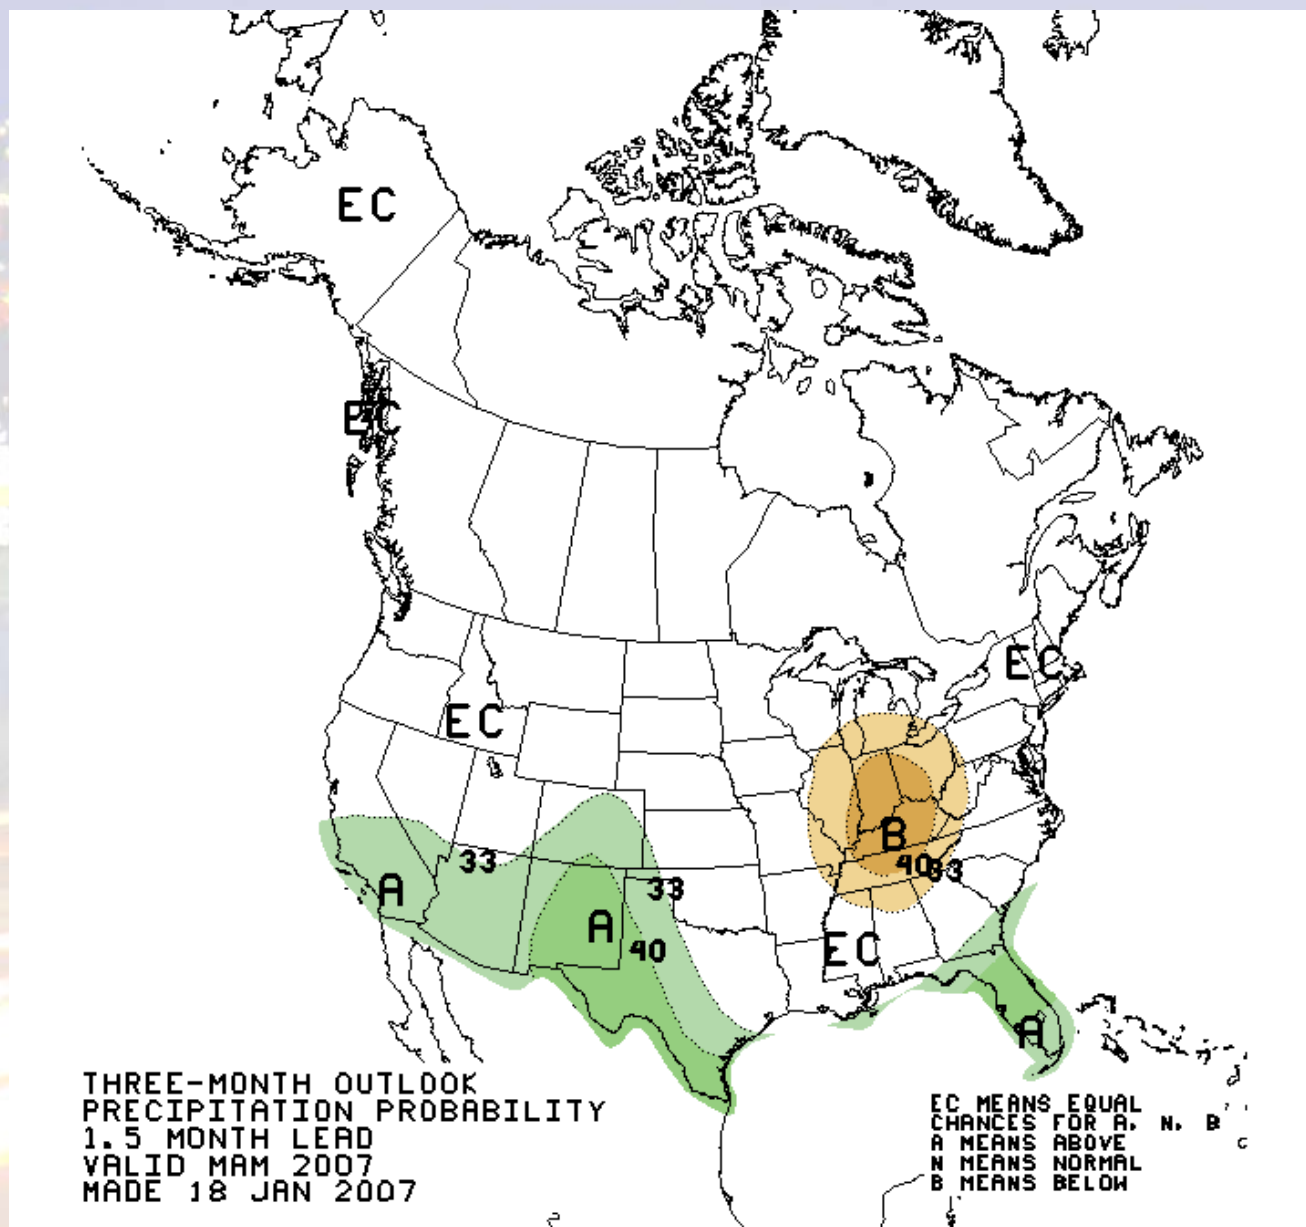 EC
EC
EC
EC
B
40 33
33
A
33
A
40
EC
A
THREE-MONTH OUTLOOK
PRECIPITATION PROBABILITY
1.5 MONTH LEAD
VALID MAM 2007
MADE 18 JAN 2007
EC MEANS EQUAL
CHANCES FOR A, N, B
A MEANS ABOVE
N MEANS NORMAL
B MEANS BELOW